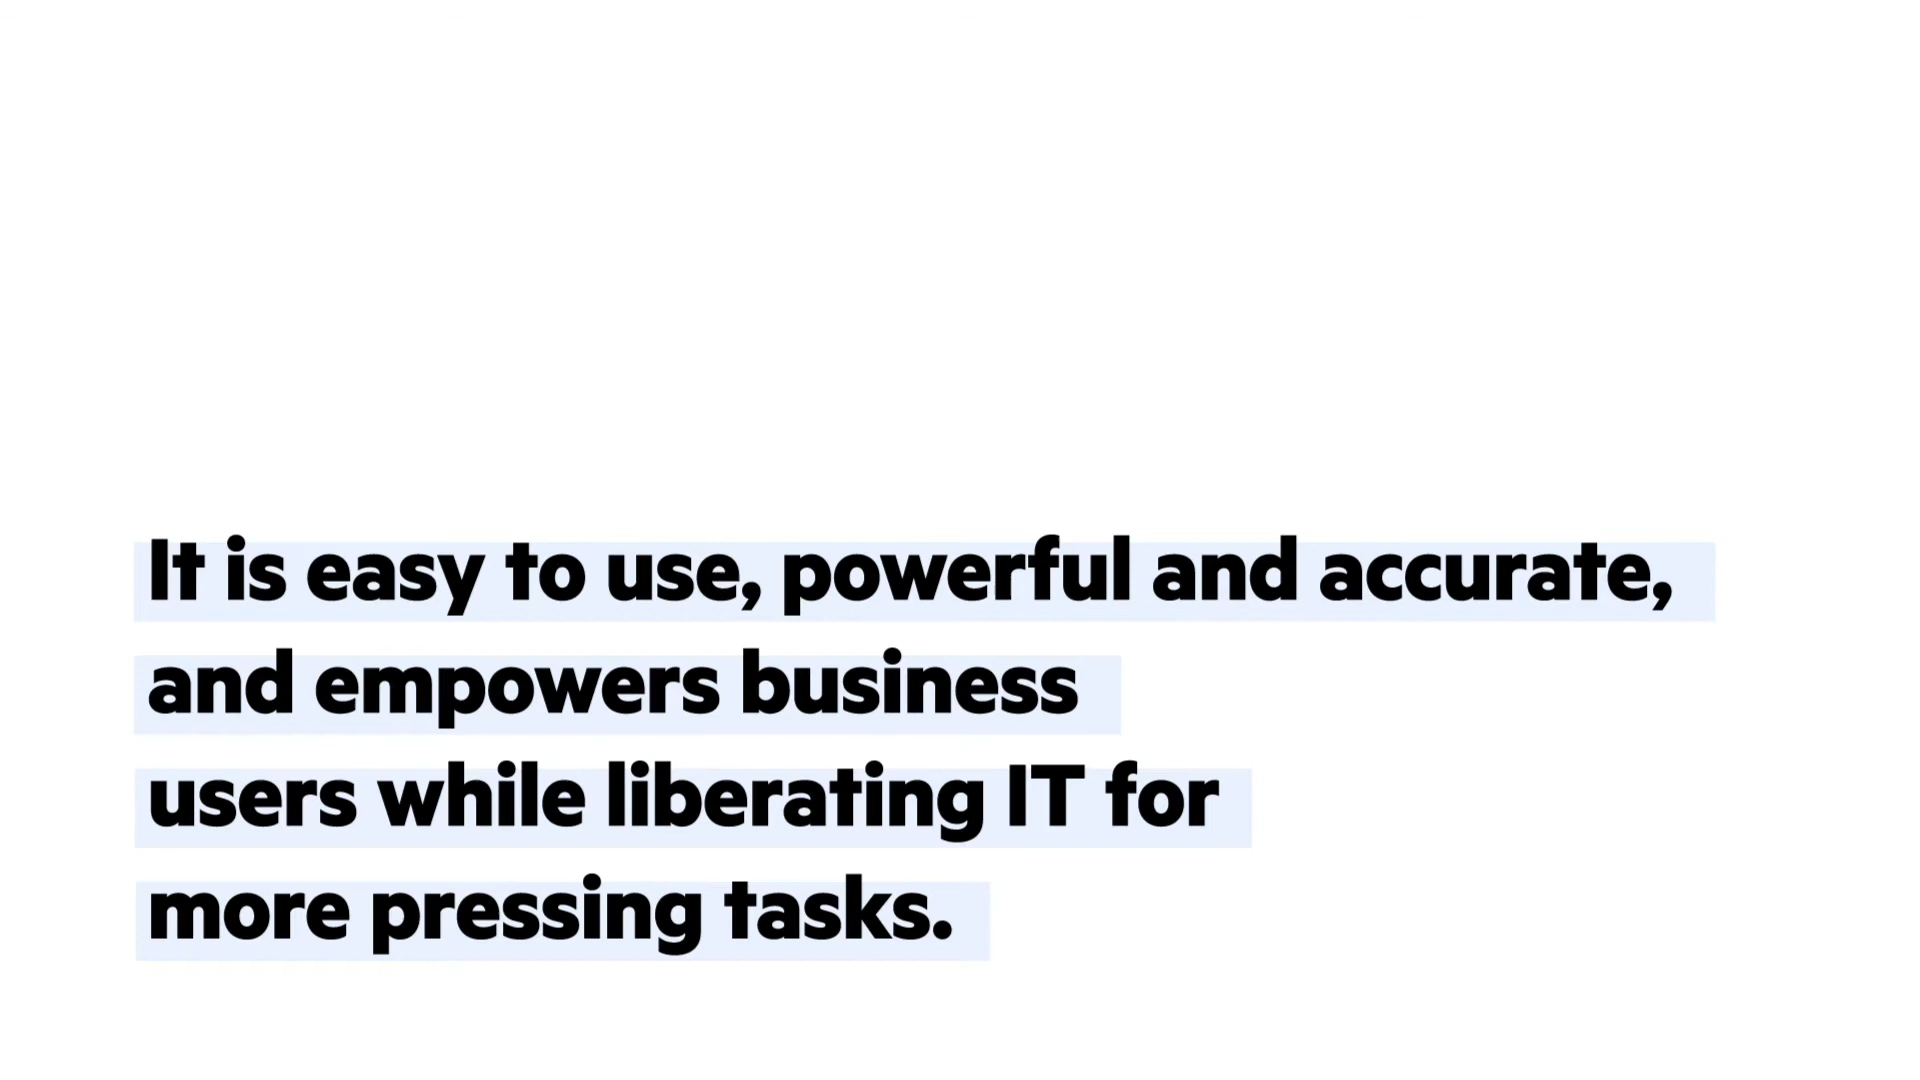 It is easy to use, powerful and accurate,
and empowers business
users while liberating IT for
more pressing tasks.